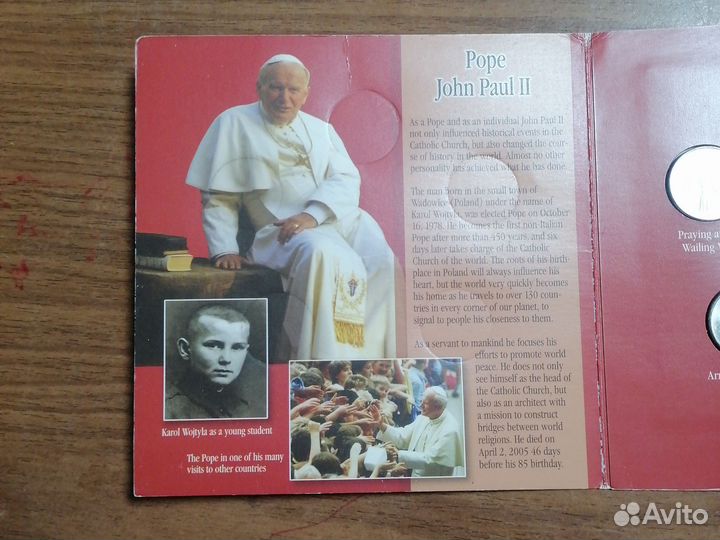 Pope
John Paul II
As a Pope and as an individual John Paul II
not only influenced historical events in the
Catholic Church, but also changed the cour-
se of history in the world. Almost no other
personality has achieved what he has done.
The man born in the small town of
Wadowice (Poland) under the name of
Karol Wojtyla, was elected Pope on October
16, 1978. He becomes the first non-Italian
Pope after more than 450 years, and six
days later takes charge of the Catholic
Church of the world. The roots of his birth-
place in Poland will always influence his
heart, but the world very quickly becomes
his home as he travels to over 130 coun-
tries in every corner of our planet, to
signal to people his closeness to them.
As a servant to mankind he focuses his
efforts to promote world
peace. He does not only
see himself as the head of
the Catholic Church, but
also as an architect with
a mission to construct
bridges between world
religions. He died on
April 2, 2005 46 days
before his 85 birthday.
Karol Wojtyla as a young student
The Pope in one of his many
visits to other countries
Praying a
Wailing
Avito